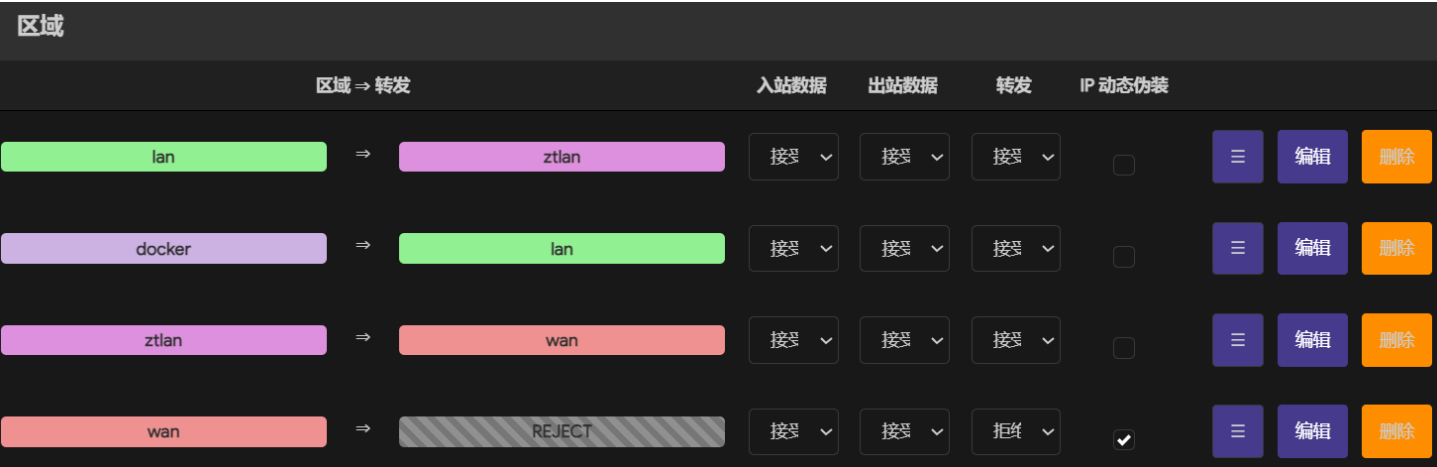 区域
区域 ⇒ 转发 入站数据 出站数据 转发 IP 动态伪装
lan ⇒ ztlan 接受 接受 接受 ☰ 编辑 删除
docker ⇒ lan 接受 接受 接受 ☰ 编辑 删除
ztlan ⇒ wan 接受 接受 接受 ☰ 编辑 删除
wan ⇒ REJECT 接受 接受 拒绝 ☰ 编辑 删除